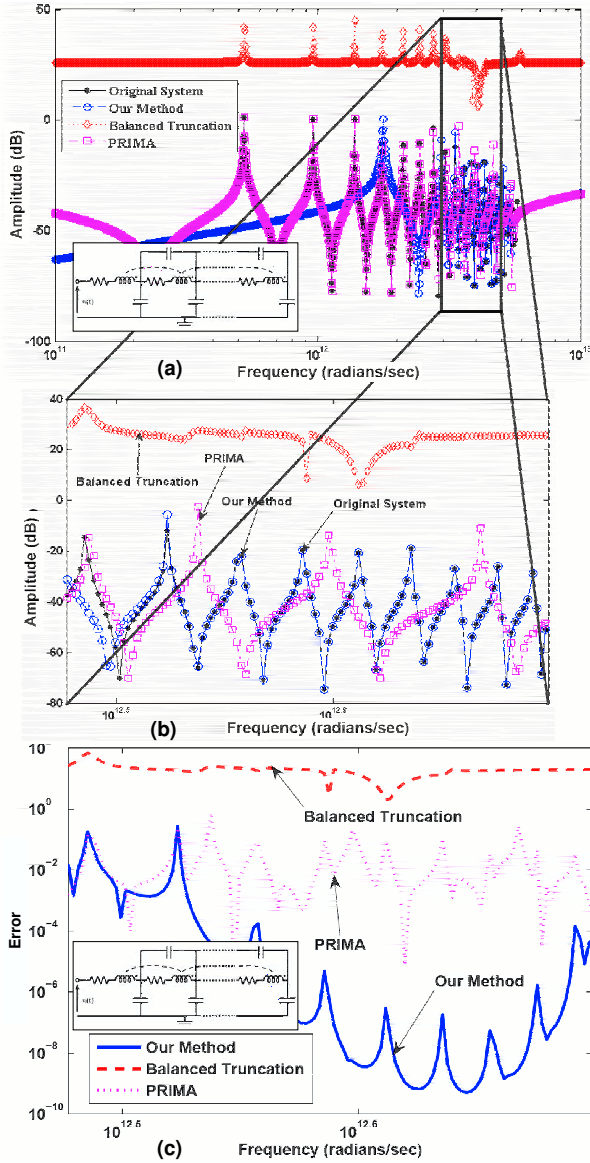 50
0
-50
-100
Amplitude (dB)
Original System
Our Method
Balanced Truncation
PRIMA
10^11
10^12
10^13
(a)
Frequency (radians/sec)
40
20
0
-20
-40
-60
-80
Amplitude (dB)
Balanced Truncation
PRIMA
Our Method
Original System
10^12.5
(b)
Frequency (radians/sec)
10^0
10^-2
10^-4
10^-6
10^-8
10^-10
Error
Balanced Truncation
PRIMA
Our Method
Our Method
Balanced Truncation
PRIMA
10^12.5
10^12.6
(c)
Frequency (radians/sec)